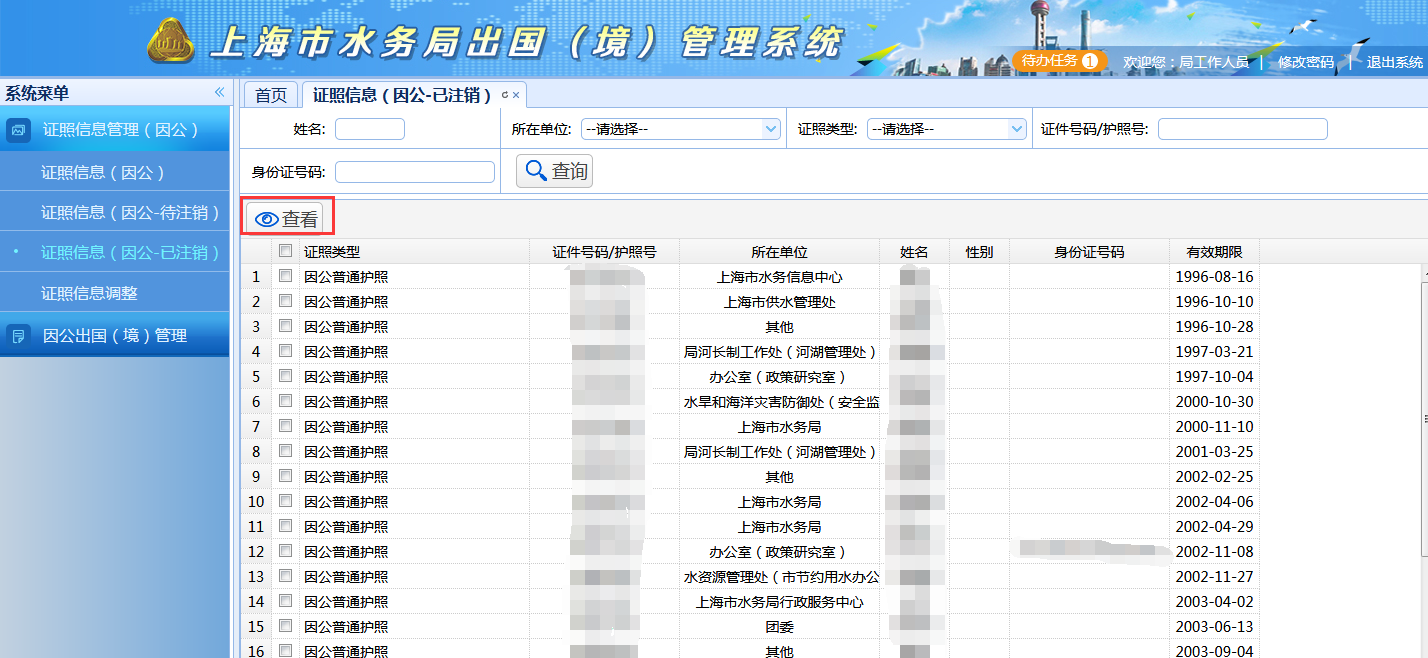 上海市水务局出国（境）管理系统
待办任务 1 欢迎您：局工作人员 | 修改密码 | 退出系统
系统菜单 «
首页 证照信息（因公-已注销）
证照信息管理（因公）
证照信息（因公）
证照信息（因公-待注销）
证照信息（因公-已注销）
证照信息调整
因公出国（境）管理
姓名: 所在单位: --请选择-- 证照类型: --请选择-- 证件号码/护照号:
身份证号码: 查询
查看
证照类型 证件号码/护照号 所在单位 姓名 性别 身份证号码 有效期限
1 因公普通护照 上海市水务信息中心 1996-08-16
2 因公普通护照 上海市供水管理处 1996-10-10
3 因公普通护照 其他 1996-10-28
4 因公普通护照 局河长制工作处（河湖管理处） 1997-03-21
5 因公普通护照 办公室（政策研究室） 1997-10-04
6 因公普通护照 水旱和海洋灾害防御处（安全监 2000-10-30
7 因公普通护照 上海市水务局 2000-11-10
8 因公普通护照 局河长制工作处（河湖管理处） 2001-03-25
9 因公普通护照 其他 2002-02-25
10 因公普通护照 上海市水务局 2002-04-06
11 因公普通护照 上海市水务局 2002-04-29
12 因公普通护照 办公室（政策研究室） 2002-11-08
13 因公普通护照 水资源管理处（市节约用水办公 2002-11-27
14 因公普通护照 上海市水务局行政服务中心 2003-04-02
15 因公普通护照 团委 2003-06-13
16 因公普通护照 其他 2003-09-04